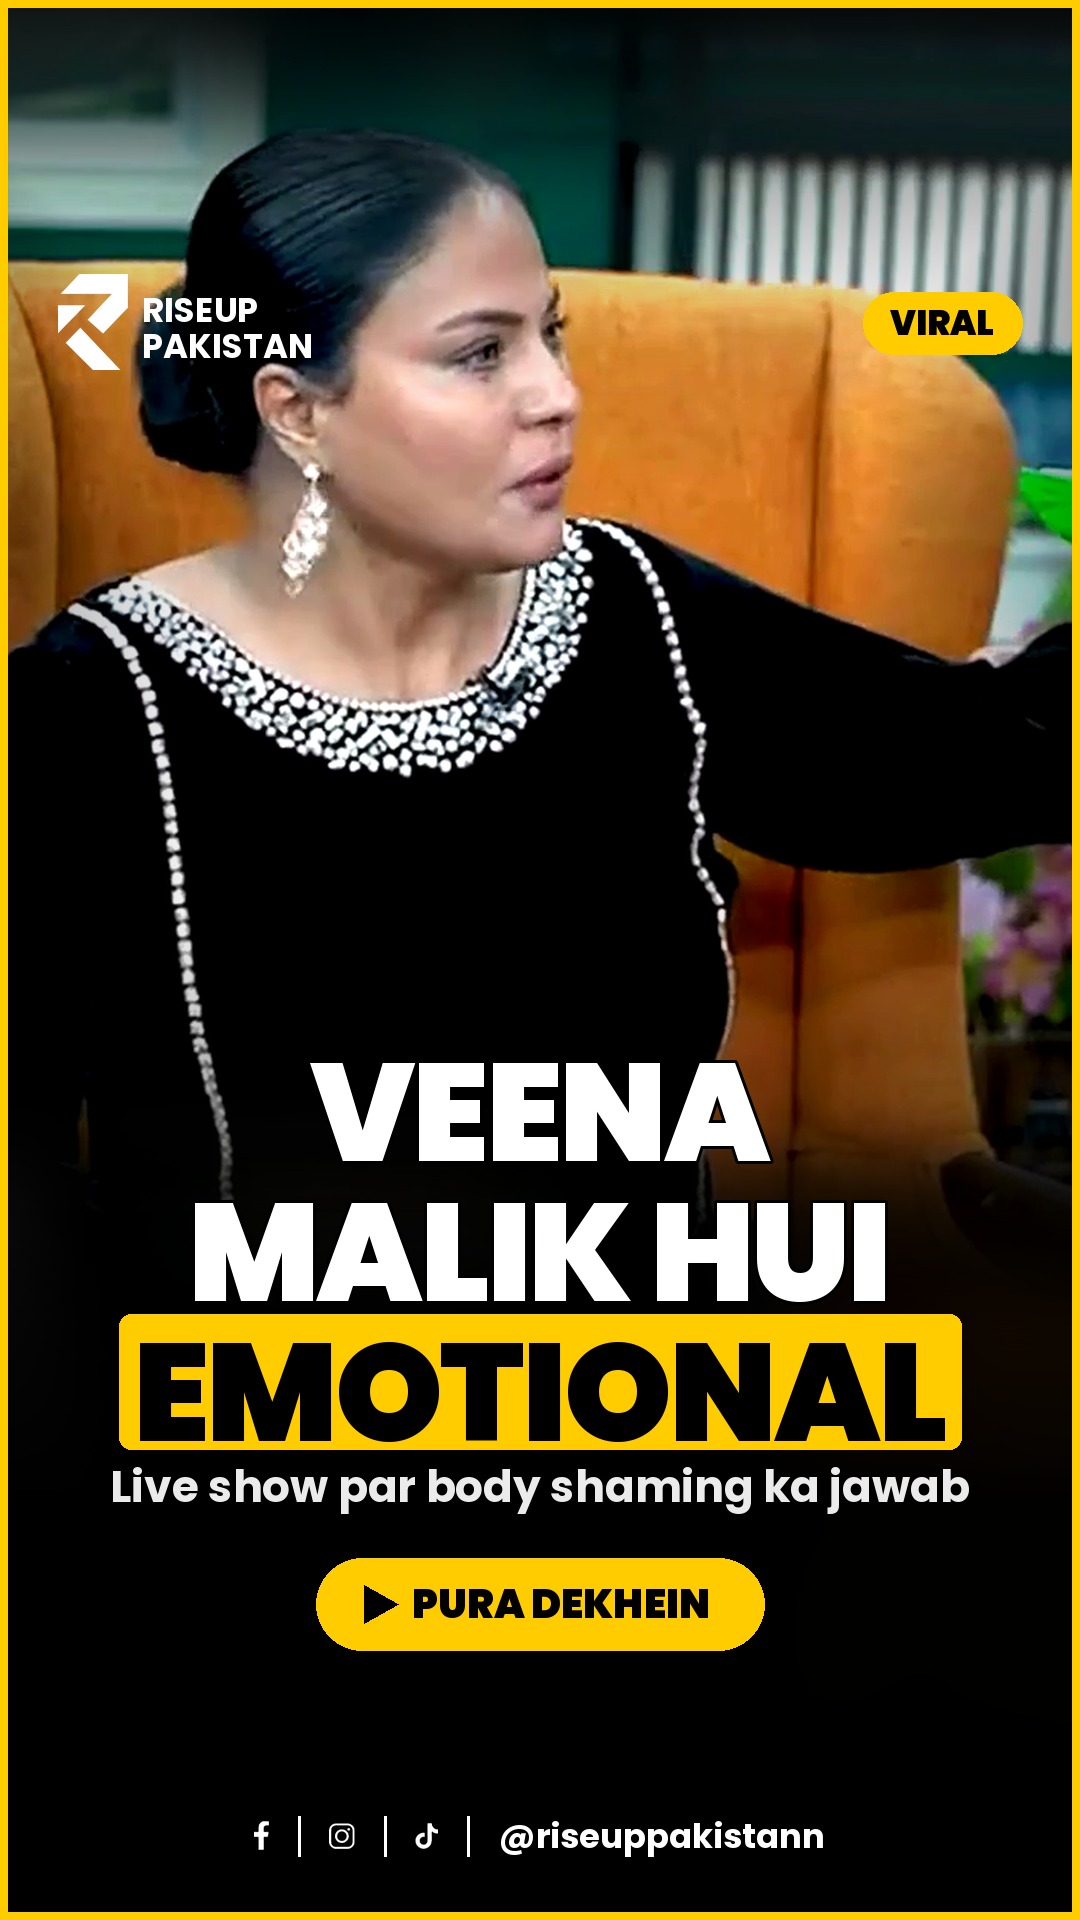 RISEUP
PAKISTAN
VIRAL
VEENA
MALIK HUI
EMOTIONAL
Live show par body shaming ka jawab
PURA DEKHEIN
@riseuppakistann